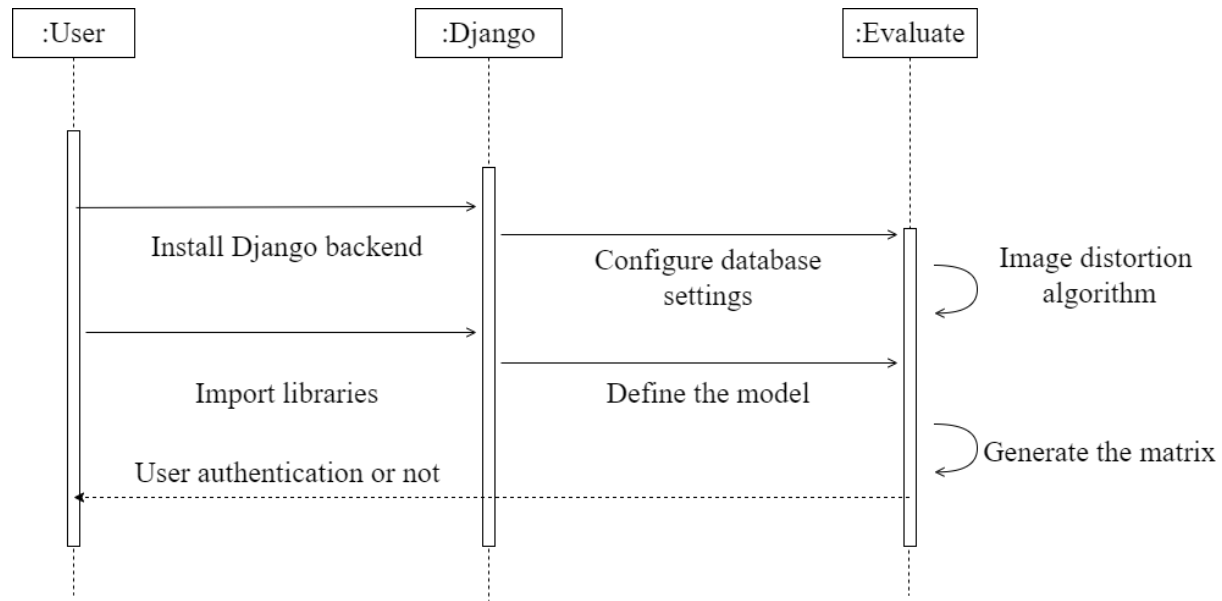 :User
:Django
:Evaluate
Install Django backend
Configure database
settings
Image distortion
algorithm
Import libraries
Define the model
Generate the matrix
User authentication or not